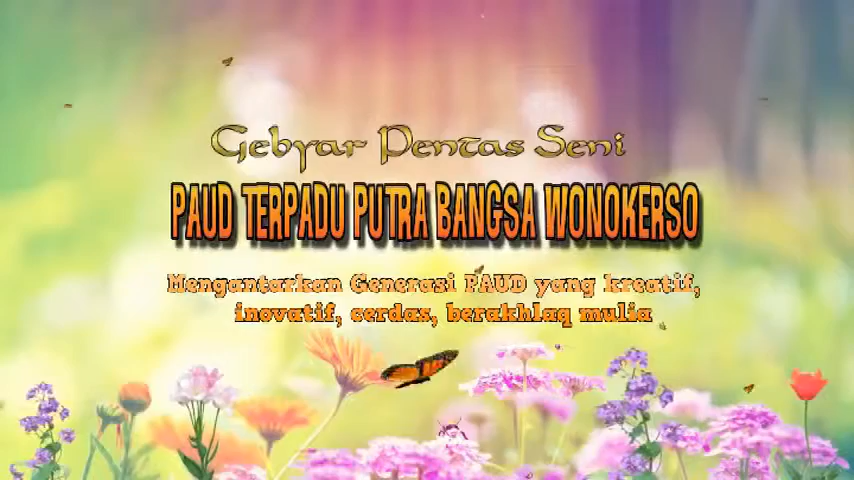 Gebyar Pentas Seni
PAUD TERPADU PUTRA BANGSA WONOKERSO
Mengantarkan Generasi PAUD yang kreatif,
inovatif, cerdas, berakhlaq mulia